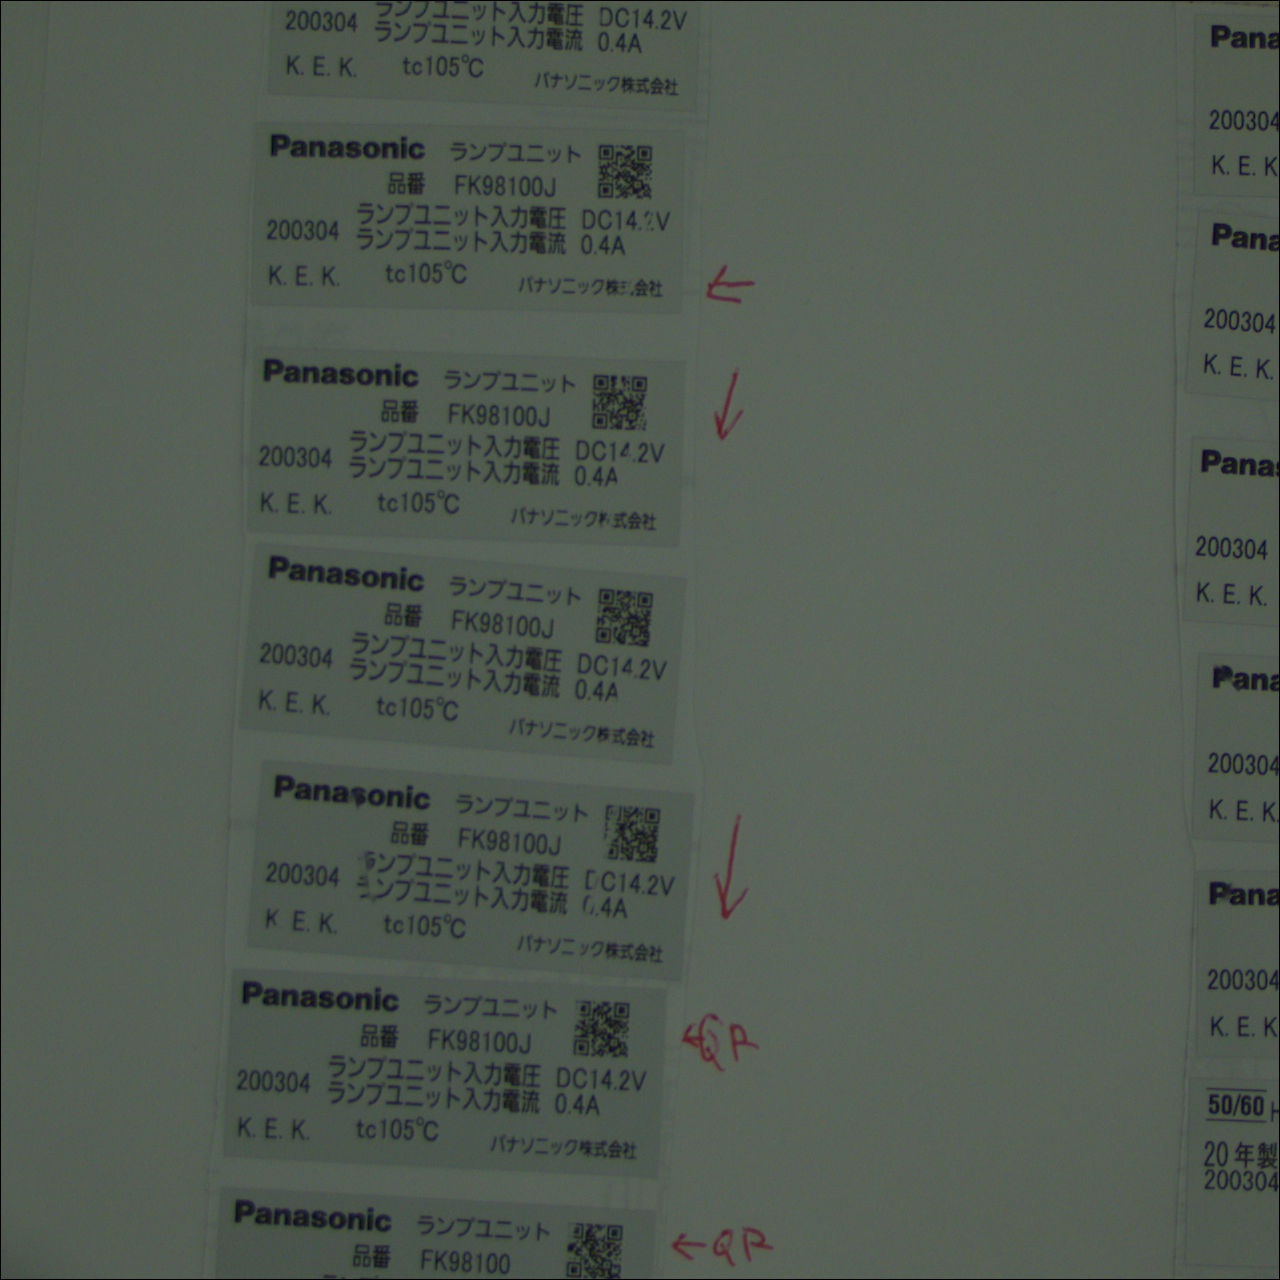 200304 ランプユニット入力電圧 DC14.2V
ランプユニット入力電流 0.4A
K. E. K. tc105℃
パナソニック株式会社
Panasonic ランプユニット
品番 FK98100J
ランプユニット入力電圧 DC14.2V
200304 ランプユニット入力電流 0.4A
K. E. K. tc105℃
パナソニック株式会社
←
Panasonic ランプユニット
品番 FK98100J
ランプユニット入力電圧 DC14.2V
200304 ランプユニット入力電流 0.4A
K. E. K. tc105℃
パナソニック株式会社
Panasonic ランプユニット
品番 FK98100J
ランプユニット入力電圧 DC14.2V
200304 ランプユニット入力電流 0.4A
K. E. K. tc105℃
パナソニック株式会社
Panasonic ランプユニット
品番 FK98100J
ランプユニット入力電圧 DC14.2V
200304 ランプユニット入力電流 0.4A
K E. K. tc105℃
パナソニック株式会社
Panasonic ランプユニット
品番 FK98100J
←QR
ランプユニット入力電圧 DC14.2V
200304 ランプユニット入力電流 0.4A
K. E. K. tc105℃
パナソニック株式会社
Panasonic ランプユニット
品番 FK98100
←QR
Pana
200304
K. E. K
Pana
200304
K. E. K.
Panas
200304
K. E. K.
Pana
200304
K. E. K
Pana
200304
K. E. K
50/60 H
20 年製
200304